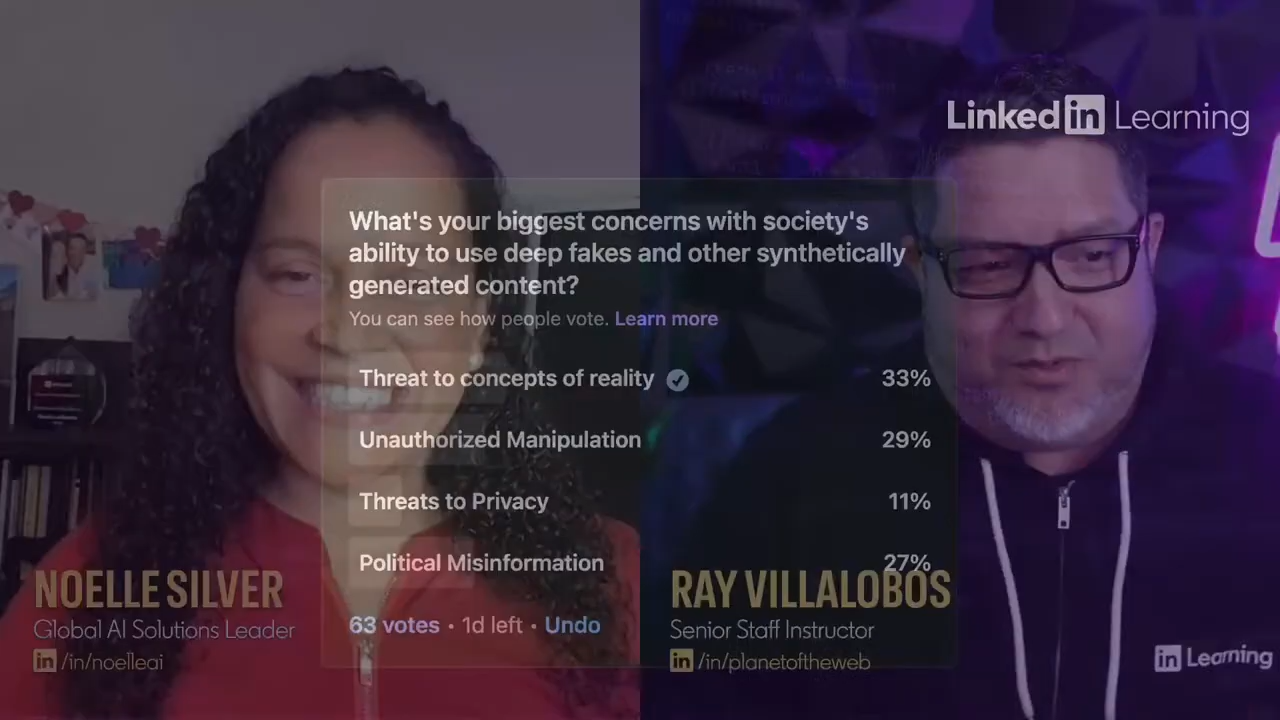 Linked in Learning
What's your biggest concerns with society's
ability to use deep fakes and other synthetically
generated content?
You can see how people vote. Learn more
Threat to concepts of reality 33%
Unauthorized Manipulation 29%
Threats to Privacy 11%
Political Misinformation 27%
63 votes • 1d left • Undo
NOELLE SILVER
Global AI Solutions Leader
in /in/noelleai
RAY VILLALOBOS
Senior Staff Instructor
in /in/planetoftheweb
in Learning